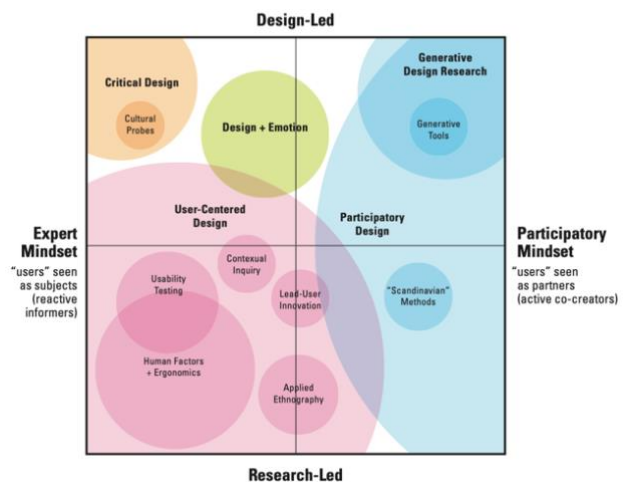 Design-Led
Generative
Design Research
Critical Design
Cultural
Probes
Design + Emotion
Generative
Tools
User-Centered
Design
Participatory
Design
Expert
Mindset
"users" seen
as subjects
(reactive
informers)
Participatory
Mindset
"users" seen
as partners
(active co-creators)
Contexual
Inquiry
Usability
Testing
Lead-User
Innovation
"Scandinavian"
Methods
Human Factors
+ Ergonomics
Applied
Ethnography
Research-Led